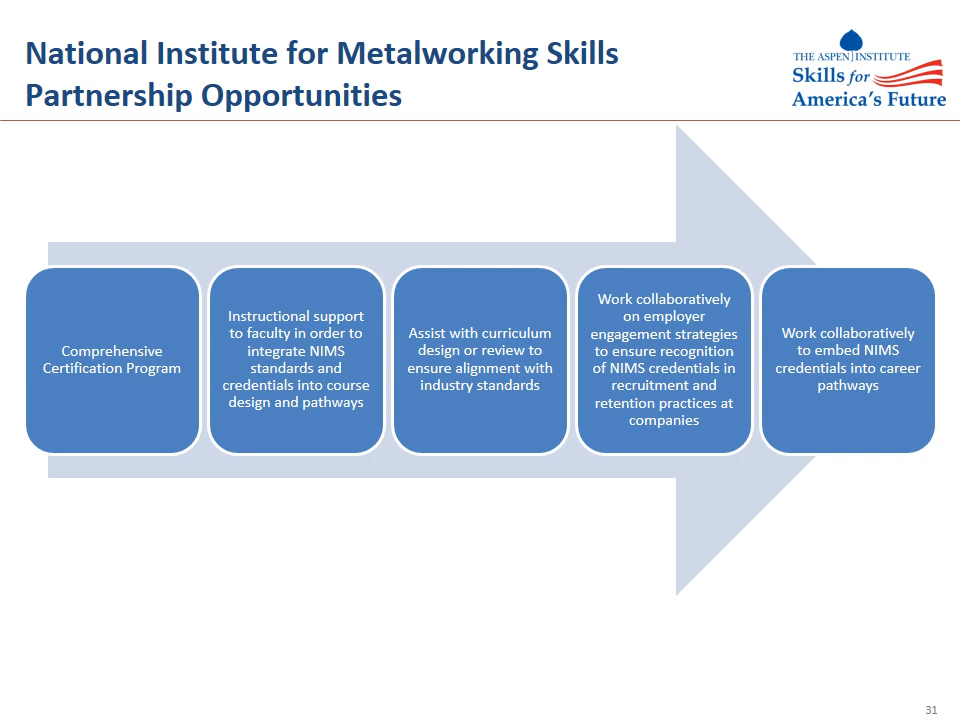 National Institute for Metalworking Skills
Partnership Opportunities
THE ASPEN INSTITUTE
Skills for
America's Future
Comprehensive
Certification Program
Instructional support
to faculty in order to
integrate NIMS
standards and
credentials into course
design and pathways
Assist with curriculum
design or review to
ensure alignment with
industry standards
Work collaboratively
on employer
engagement strategies
to ensure recognition
of NIMS credentials in
recruitment and
retention practices at
companies
Work collaboratively
to embed NIMS
credentials into career
pathways
31